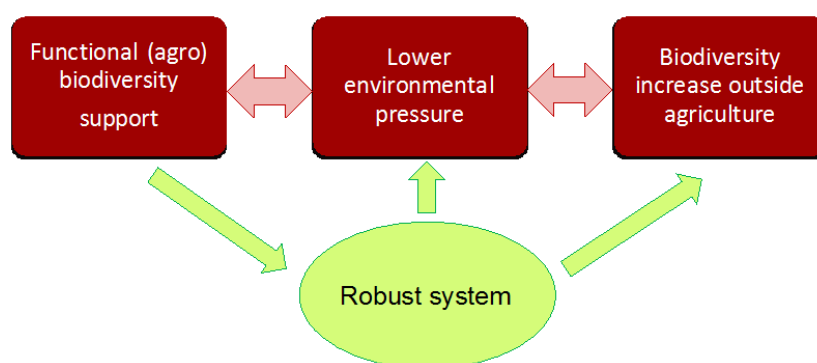 Functional (agro)
biodiversity
support
Lower
environmental
pressure
Biodiversity
increase outside
agriculture
Robust system